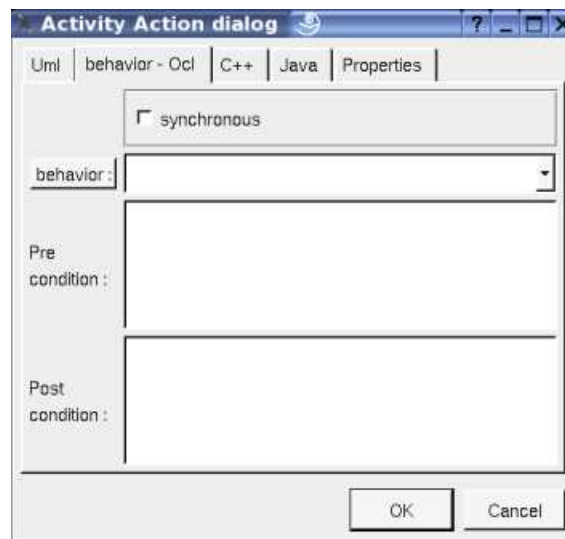 Activity Action dialog
Uml behavior - Ocl C++ Java Properties
synchronous
behavior :
Pre
condition :
Post
condition :
OK Cancel